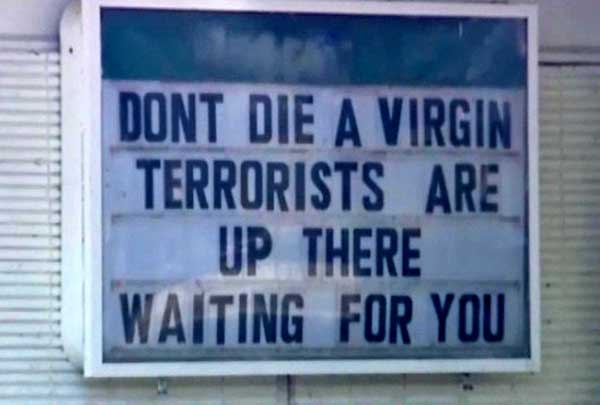 DONT DIE A VIRGIN
TERRORISTS ARE
UP THERE
WAITING FOR YOU